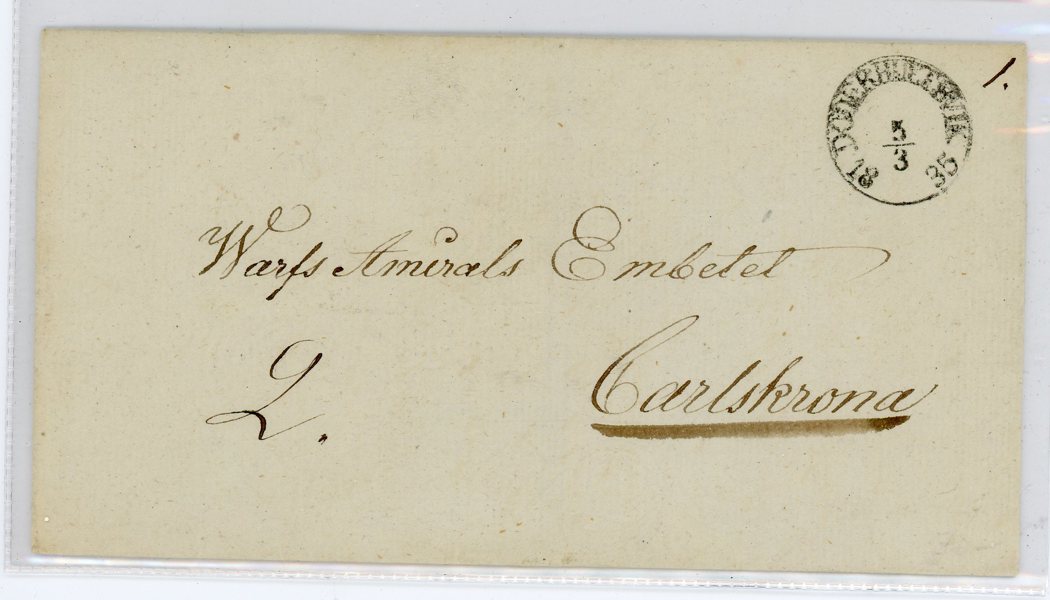 1.
5
3
18 35
Warfs Amirals Embetet
2.
Carlskrona